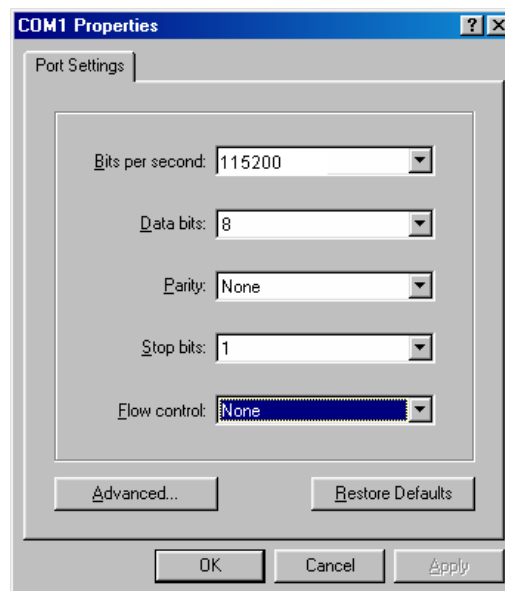 COM1 Properties
Port Settings
Bits per second: 115200
Data bits: 8
Parity: None
Stop bits: 1
Flow control: None
Advanced... Restore Defaults
OK Cancel Apply